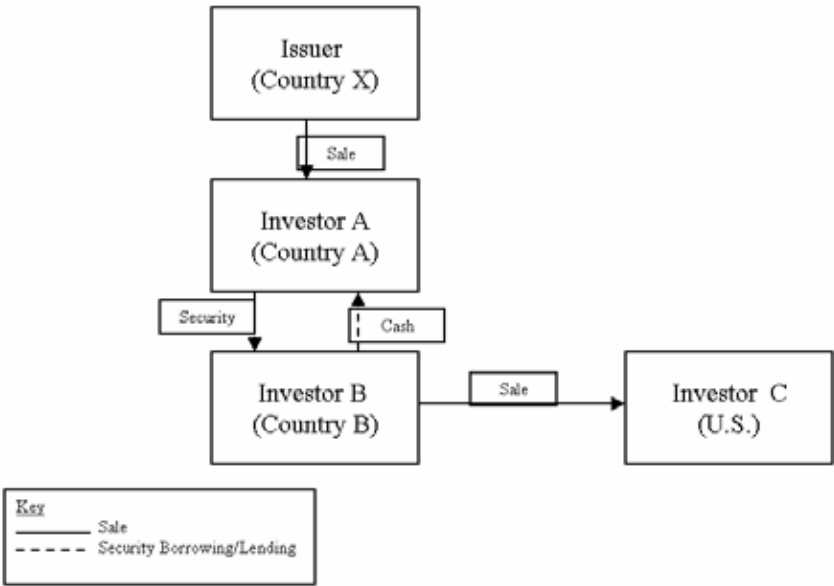 Issuer
(Country X)
Sale
Investor A
(Country A)
Security
Cash
Investor B
(Country B)
Sale
Investor C
(U.S.)
Key
Sale
Security Borrowing/Lending